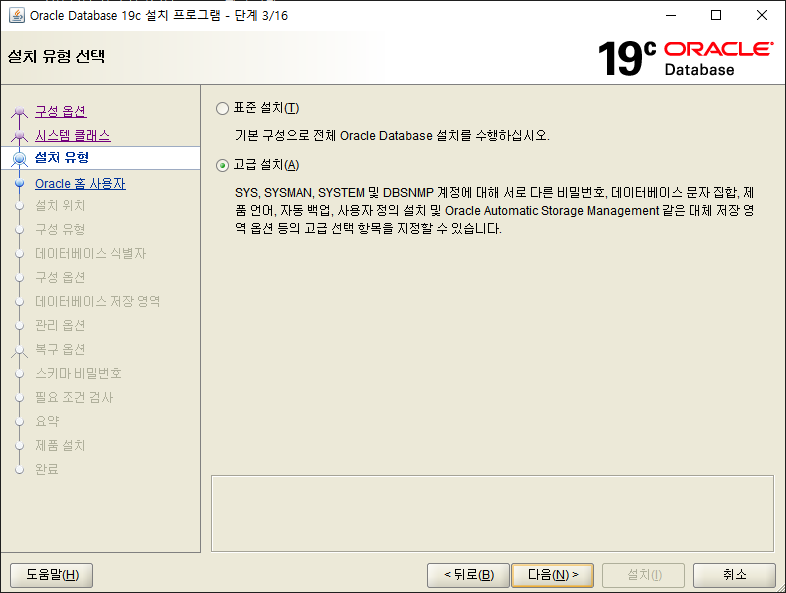 Oracle Database 19c 설치 프로그램 - 단계 3/16
설치 유형 선택
19c ORACLE
Database
구성 옵션
시스템 클래스
설치 유형
Oracle 홈 사용자
설치 위치
구성 유형
데이터베이스 식별자
구성 옵션
데이터베이스 저장 영역
관리 옵션
복구 옵션
스키마 비밀번호
필요 조건 검사
요약
제품 설치
완료
표준 설치(T)
기본 구성으로 전체 Oracle Database 설치를 수행하십시오.
고급 설치(A)
SYS, SYSMAN, SYSTEM 및 DBSNMP 계정에 대해 서로 다른 비밀번호, 데이터베이스 문자 집합, 제
품 언어, 자동 백업, 사용자 정의 설치 및 Oracle Automatic Storage Management 같은 대체 저장 영
역 옵션 등의 고급 선택 항목을 지정할 수 있습니다.
도움말(H)
< 뒤로(B)
다음(N) >
설치(I)
취소